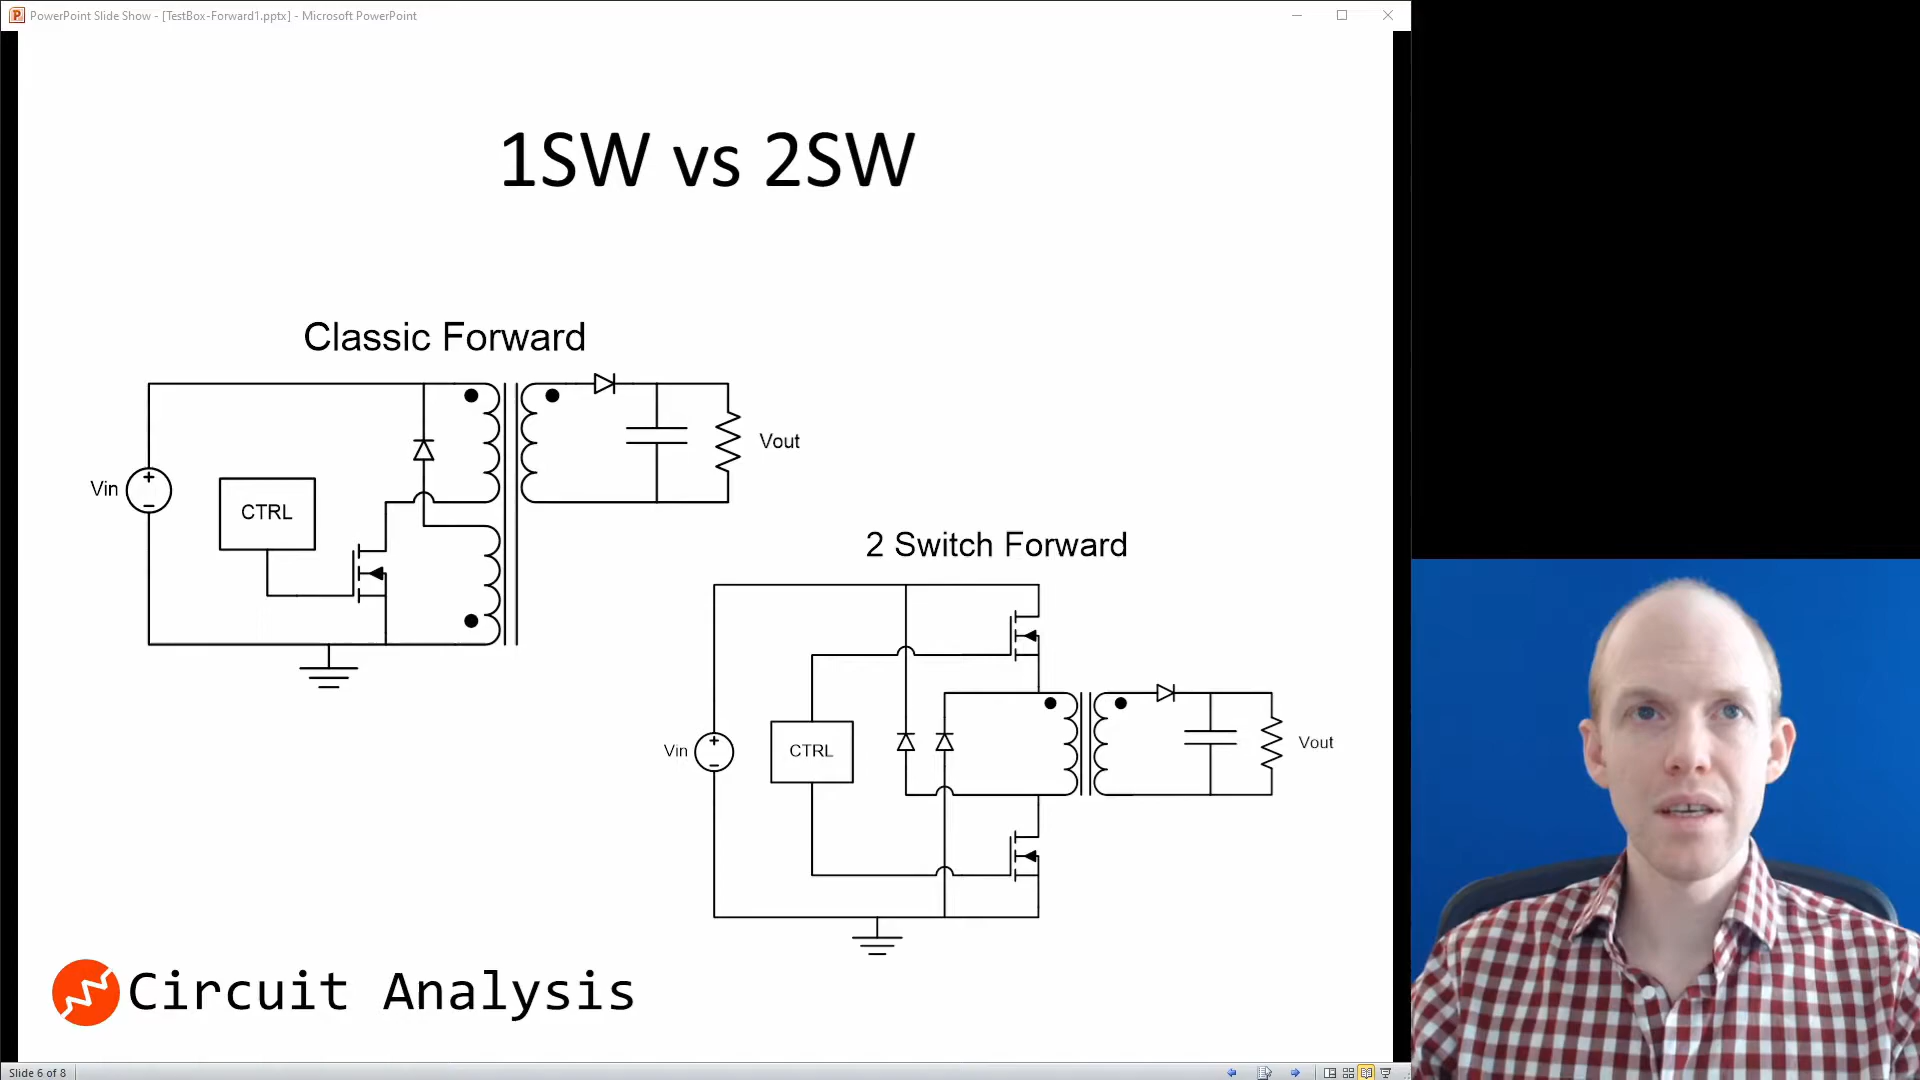 PowerPoint Slide Show - [TestBox-Forward1.pptx] - Microsoft PowerPoint
1SW vs 2SW
Classic Forward
Vin
CTRL
Vout
2 Switch Forward
Vin
CTRL
Vout
Circuit Analysis
Slide 6 of 8